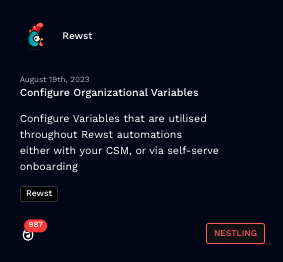 Rewst
August 19th, 2023
Configure Organizational Variables
Configure Variables that are utilised
throughout Rewst automations
either with your CSM, or via self-serve
onboarding
Rewst
987
NESTLING